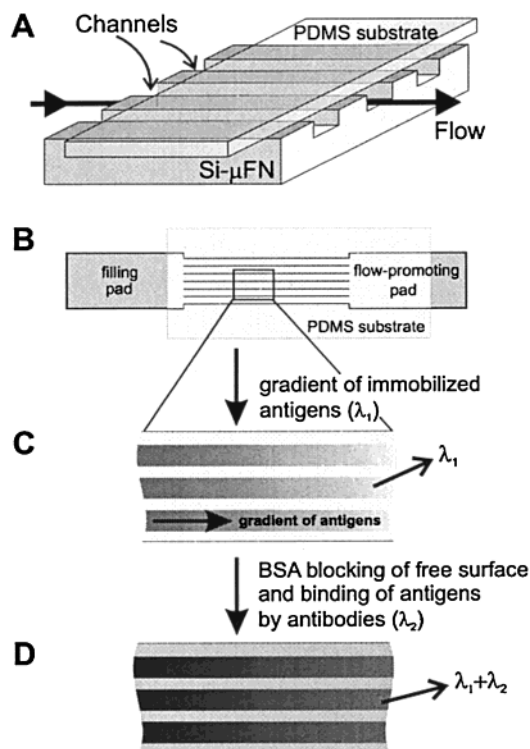 A
Channels
PDMS substrate
Si-μFN
Flow
B
filling
pad
flow-promoting
pad
PDMS substrate
gradient of immobilized
antigens (λ₁)
C
λ₁
gradient of antigens
BSA blocking of free surface
and binding of antigens
by antibodies (λ₂)
D
λ₁+λ₂